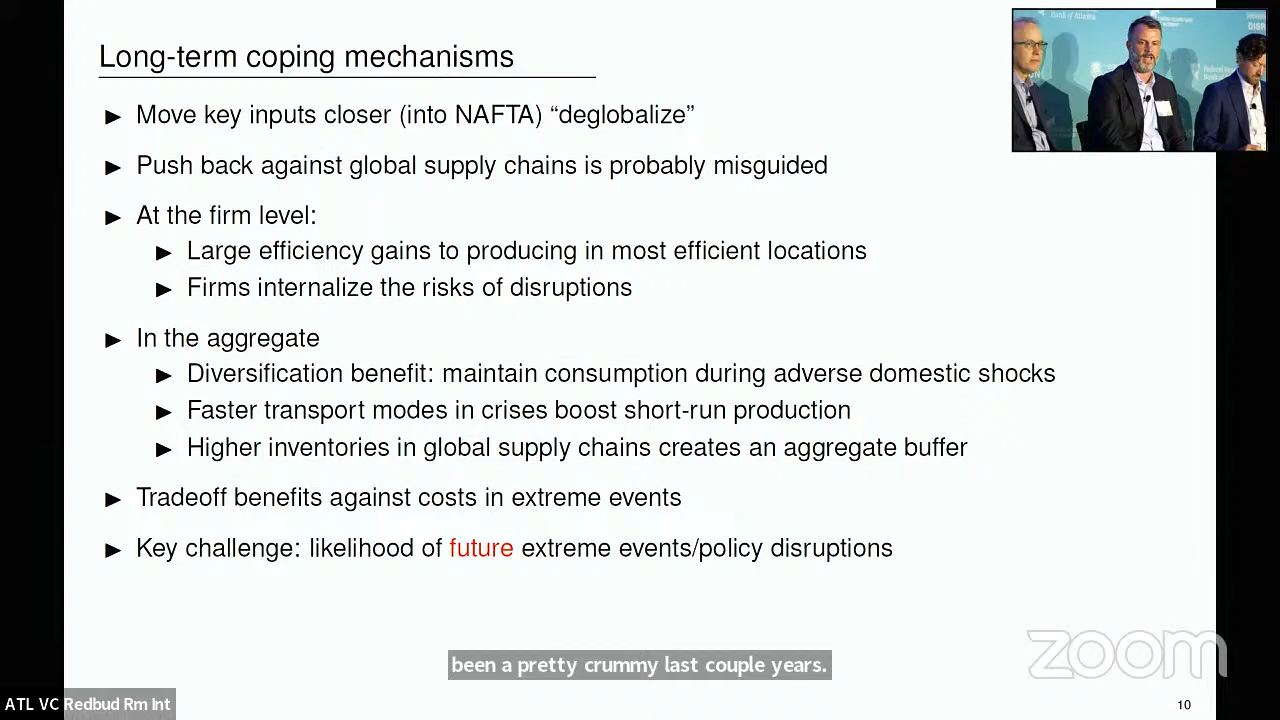 Long-term coping mechanisms
► Move key inputs closer (into NAFTA) “deglobalize”
► Push back against global supply chains is probably misguided
► At the firm level:
► Large efficiency gains to producing in most efficient locations
► Firms internalize the risks of disruptions
► In the aggregate
► Diversification benefit: maintain consumption during adverse domestic shocks
► Faster transport modes in crises boost short-run production
► Higher inventories in global supply chains creates an aggregate buffer
► Tradeoff benefits against costs in extreme events
► Key challenge: likelihood of future extreme events/policy disruptions
been a pretty crummy last couple years.
zoom
ATL VC Redbud Rm Int
10